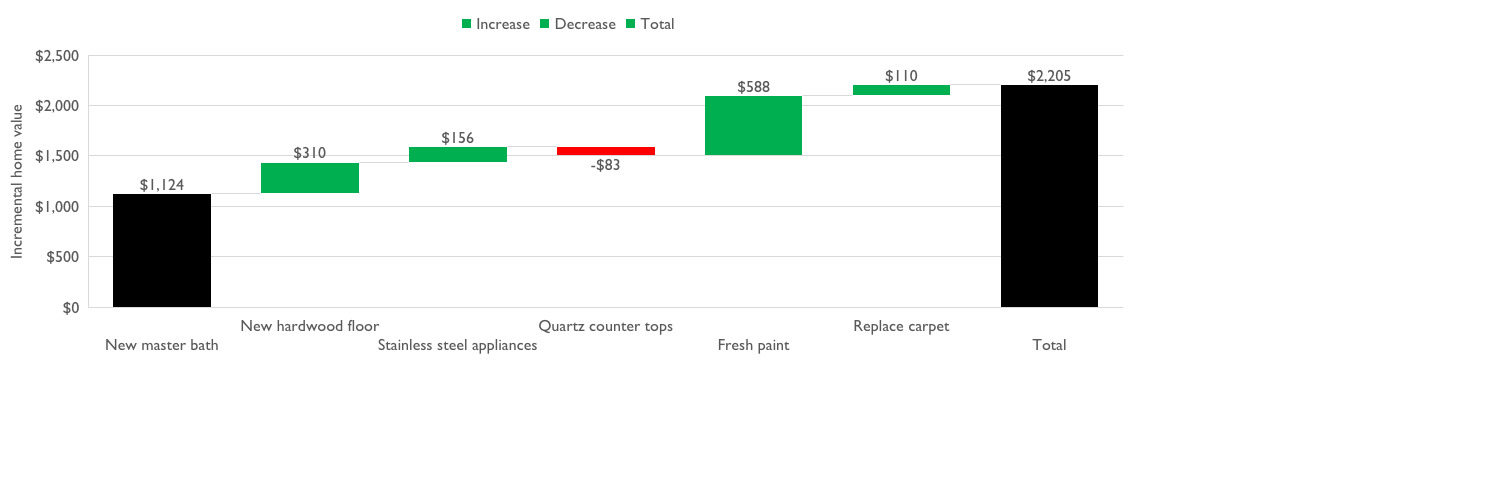 Increase Decrease Total
$2,500
$2,000
$1,500
$1,000
$500
$0
Incremental home value
$1,124
$310
$156
-$83
$588
$110
$2,205
New master bath
New hardwood floor
Stainless steel appliances
Quartz counter tops
Fresh paint
Replace carpet
Total